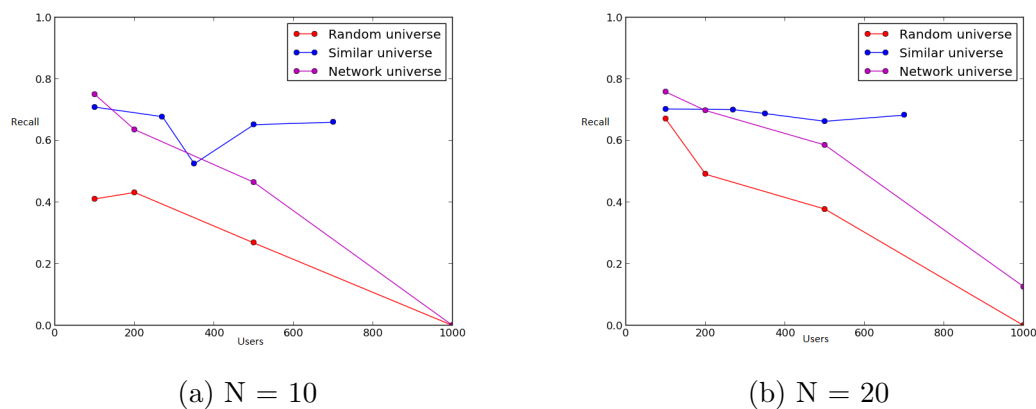 1.0
0.8
0.6
0.4
0.2
0.0
Recall
0 200 400 600 800 1000
Users
Random universe
Similar universe
Network universe
(a) N = 10
1.0
0.8
0.6
0.4
0.2
0.0
Recall
0 200 400 600 800 1000
Users
Random universe
Similar universe
Network universe
(b) N = 20